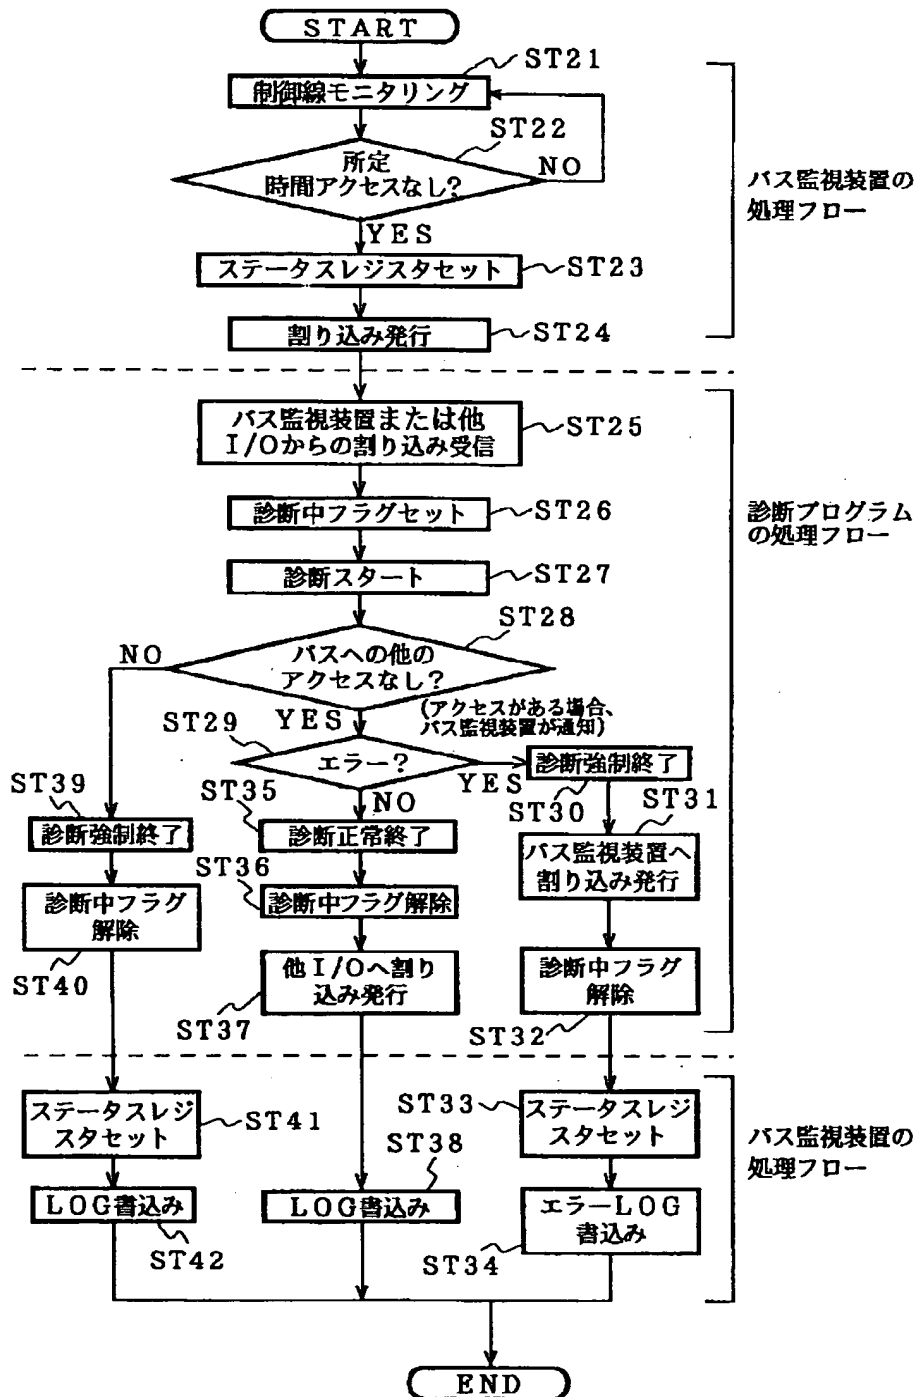 START
ST21
制御線モニタリング
ST22
所定
時間アクセスなし?
NO
バス監視装置の
処理フロー
YES
ステータスレジスタセット
ST23
割り込み発行
ST24
バス監視装置または他
I/Oからの割り込み受信
ST25
診断中フラグセット
ST26
診断プログラム
の処理フロー
診断スタート
ST27
ST28
NO
バスへの他の
アクセスなし?
(アクセスがある場合、
バス監視装置が通知)
YES
ST29
エラー?
YES
診断強制終了
ST30
ST39
ST35
NO
ST31
診断強制終了
診断正常終了
バス監視装置へ
割り込み発行
ST36
診断中フラグ
解除
診断中フラグ解除
ST40
他I/Oへ割り
込み発行
診断中フラグ
解除
ST37
ST32
ステータスレジ
スタセット
ST41
ST33
ステータスレジ
スタセット
バス監視装置の
処理フロー
ST38
LOG書込み
LOG書込み
エラーLOG
書込み
ST42
ST34
END